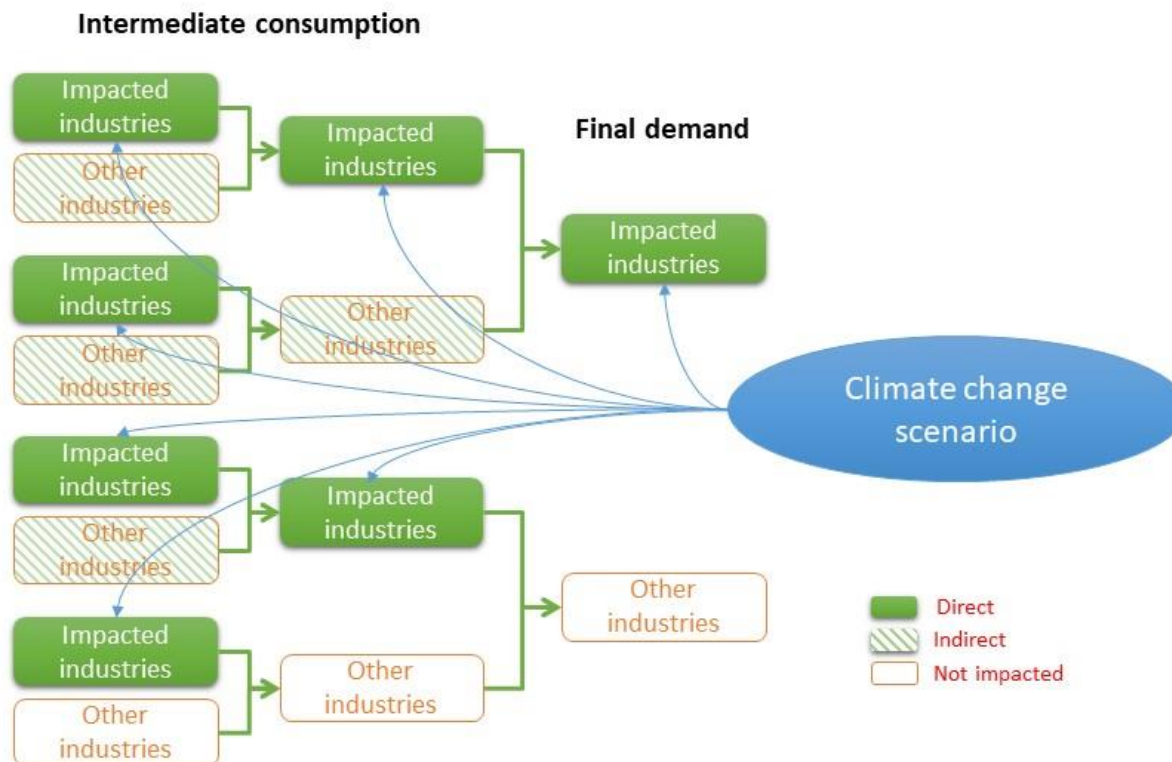 Intermediate consumption
Impacted
industries
Other
industries
Impacted
industries
Other
industries
Impacted
industries
Other
industries
Impacted
industries
Other
industries
Impacted
industries
Other
industries
Impacted
industries
Other
industries
Final demand
Impacted
industries
Other
industries
Climate change
scenario
Direct
Indirect
Not impacted